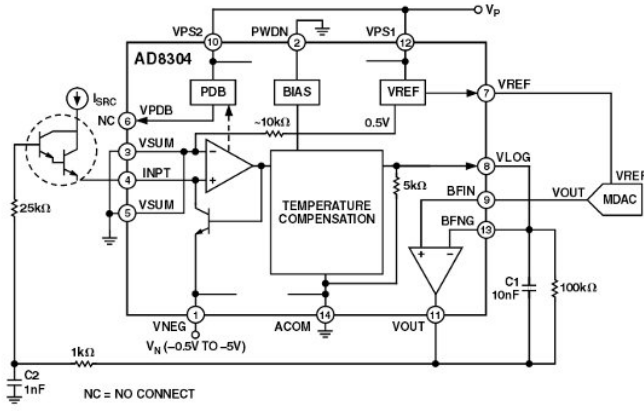 VP
VPS2
PWDN
VPS1
10
2
12
AD8304
ISRC
PDB
BIAS
VREF
VREF
7
VPDB
NC
6
~10kΩ
0.5V
VSUM
3
VREF
INPT
4
8
VLOG
5kΩ
VOUT
MDAC
BFIN
9
VSUM
5
25kΩ
TEMPERATURE
COMPENSATION
BFNG
13
C1
10nF
100kΩ
1
14
11
VNEG
ACOM
VOUT
VN (–0.5V TO –5V)
1kΩ
C2
1nF
NC = NO CONNECT